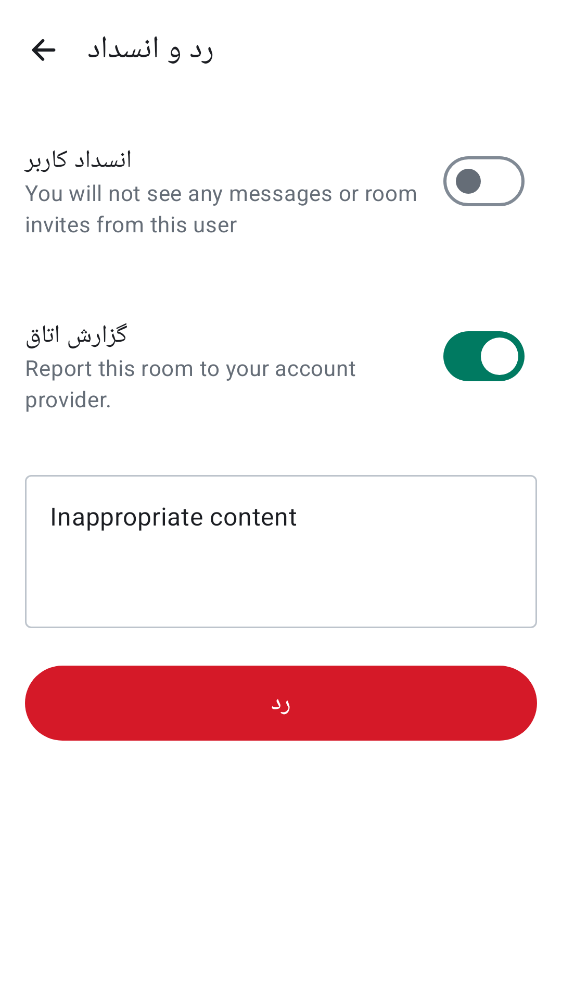 رد و انسداد
انسداد کاربر
You will not see any messages or room
invites from this user
گزارش اتاق
Report this room to your account
provider.
Inappropriate content
رد